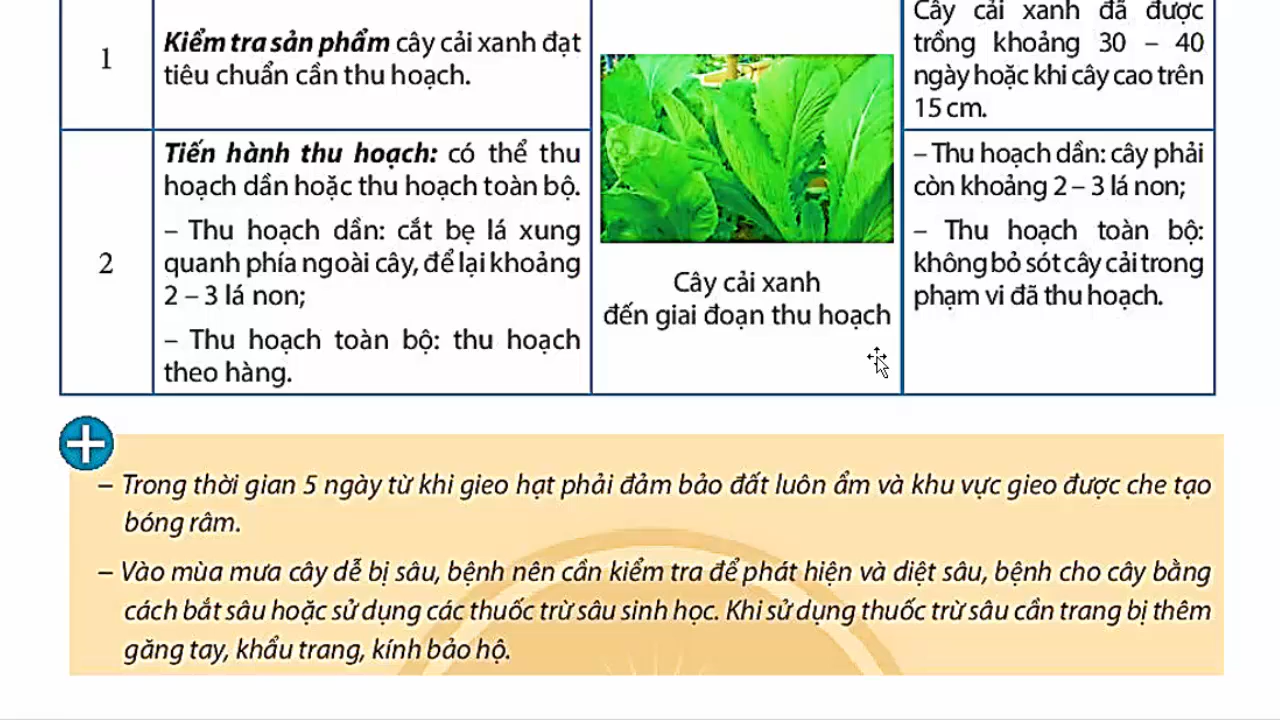 1
Kiểm tra sản phẩm cây cải xanh đạt
tiêu chuẩn cần thu hoạch.
Cây cải xanh đã được
trồng khoảng 30 – 40
ngày hoặc khi cây cao trên
15 cm.
2
Tiến hành thu hoạch: có thể thu
hoạch dần hoặc thu hoạch toàn bộ.
– Thu hoạch dần: cắt bẹ lá xung
quanh phía ngoài cây, để lại khoảng
2 – 3 lá non;
– Thu hoạch toàn bộ: thu hoạch
theo hàng.
Cây cải xanh
đến giai đoạn thu hoạch
– Thu hoạch dần: cây phải
còn khoảng 2 – 3 lá non;
– Thu hoạch toàn bộ:
không bỏ sót cây cải trong
phạm vi đã thu hoạch.
– Trong thời gian 5 ngày từ khi gieo hạt phải đảm bảo đất luôn ẩm và khu vực gieo được che tạo
bóng râm.
– Vào mùa mưa cây dễ bị sâu, bệnh nên cần kiểm tra để phát hiện và diệt sâu, bệnh cho cây bằng
cách bắt sâu hoặc sử dụng các thuốc trừ sâu sinh học. Khi sử dụng thuốc trừ sâu cần trang bị thêm
găng tay, khẩu trang, kính bảo hộ.